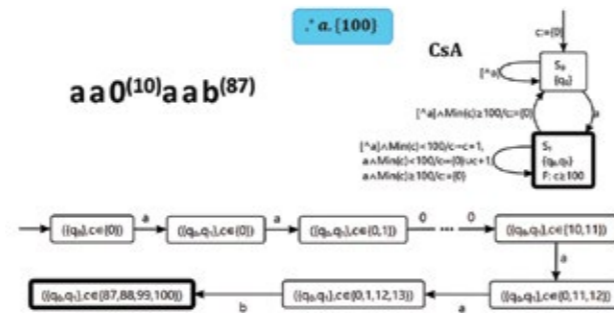 .* a.{100}
CsA
c:={0}
S₀
{q₀}
[^a]
a a 0⁽¹⁰⁾ a a b⁽⁸⁷⁾
[^a]∧Min(c)≥100/c:={0}
a
[^a]∧Min(c)<100/c:=c+1,
a∧Min(c)<100/c:={0}∪c+1,
a∧Min(c)≥100/c:={0}
S₁
{q₀,q₁}
F: c≥100
({q₀},c∈{0})
a
({q₀,q₁},c∈{0})
a
({q₀,q₁},c∈{0,1})
0 ... 0
({q₀,q₁},c∈{10,11})
a
({q₀,q₁},c∈{87,88,99,100})
b
({q₀,q₁},c∈{0,1,12,13})
a
({q₀,q₁},c∈{0,11,12})